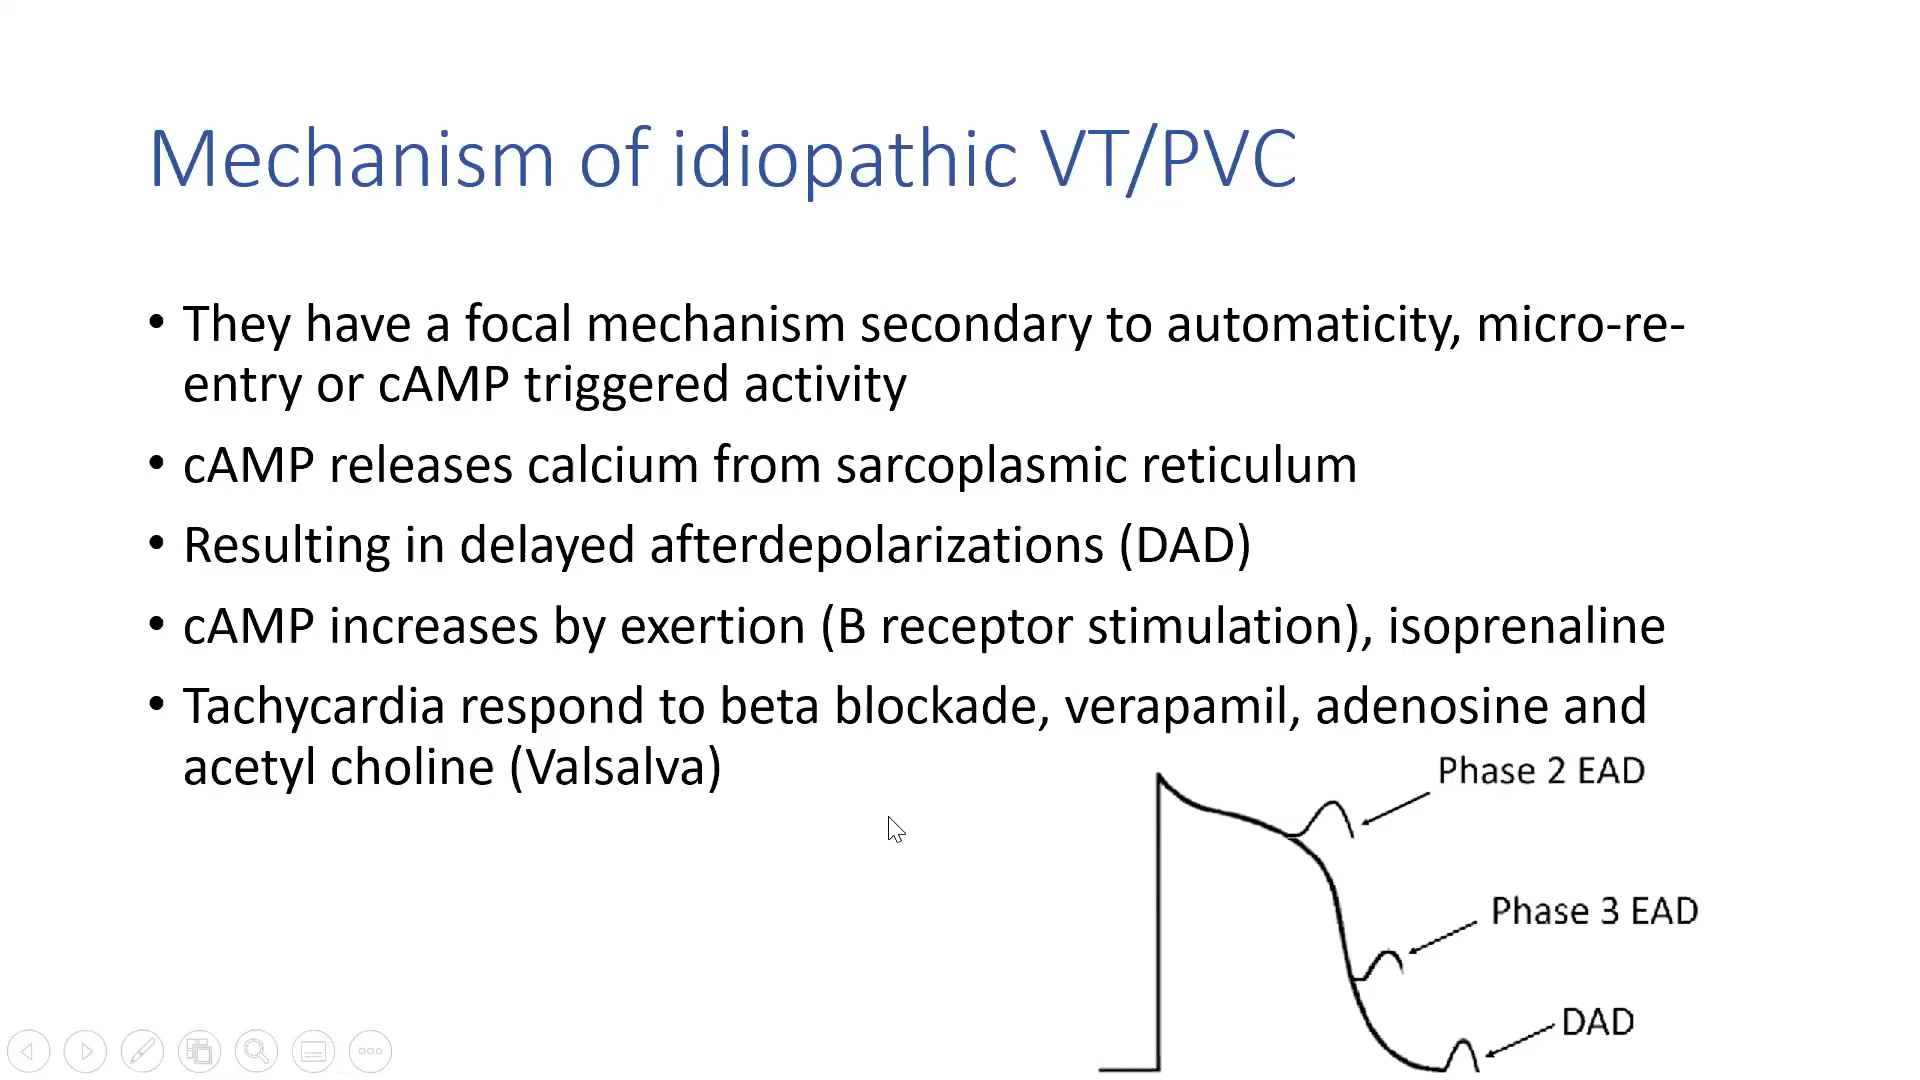 Mechanism of idiopathic VT/PVC
• They have a focal mechanism secondary to automaticity, micro-re-
entry or cAMP triggered activity
• cAMP releases calcium from sarcoplasmic reticulum
• Resulting in delayed afterdepolarizations (DAD)
• cAMP increases by exertion (B receptor stimulation), isoprenaline
• Tachycardia respond to beta blockade, verapamil, adenosine and
acetyl choline (Valsalva)
Phase 2 EAD
Phase 3 EAD
DAD